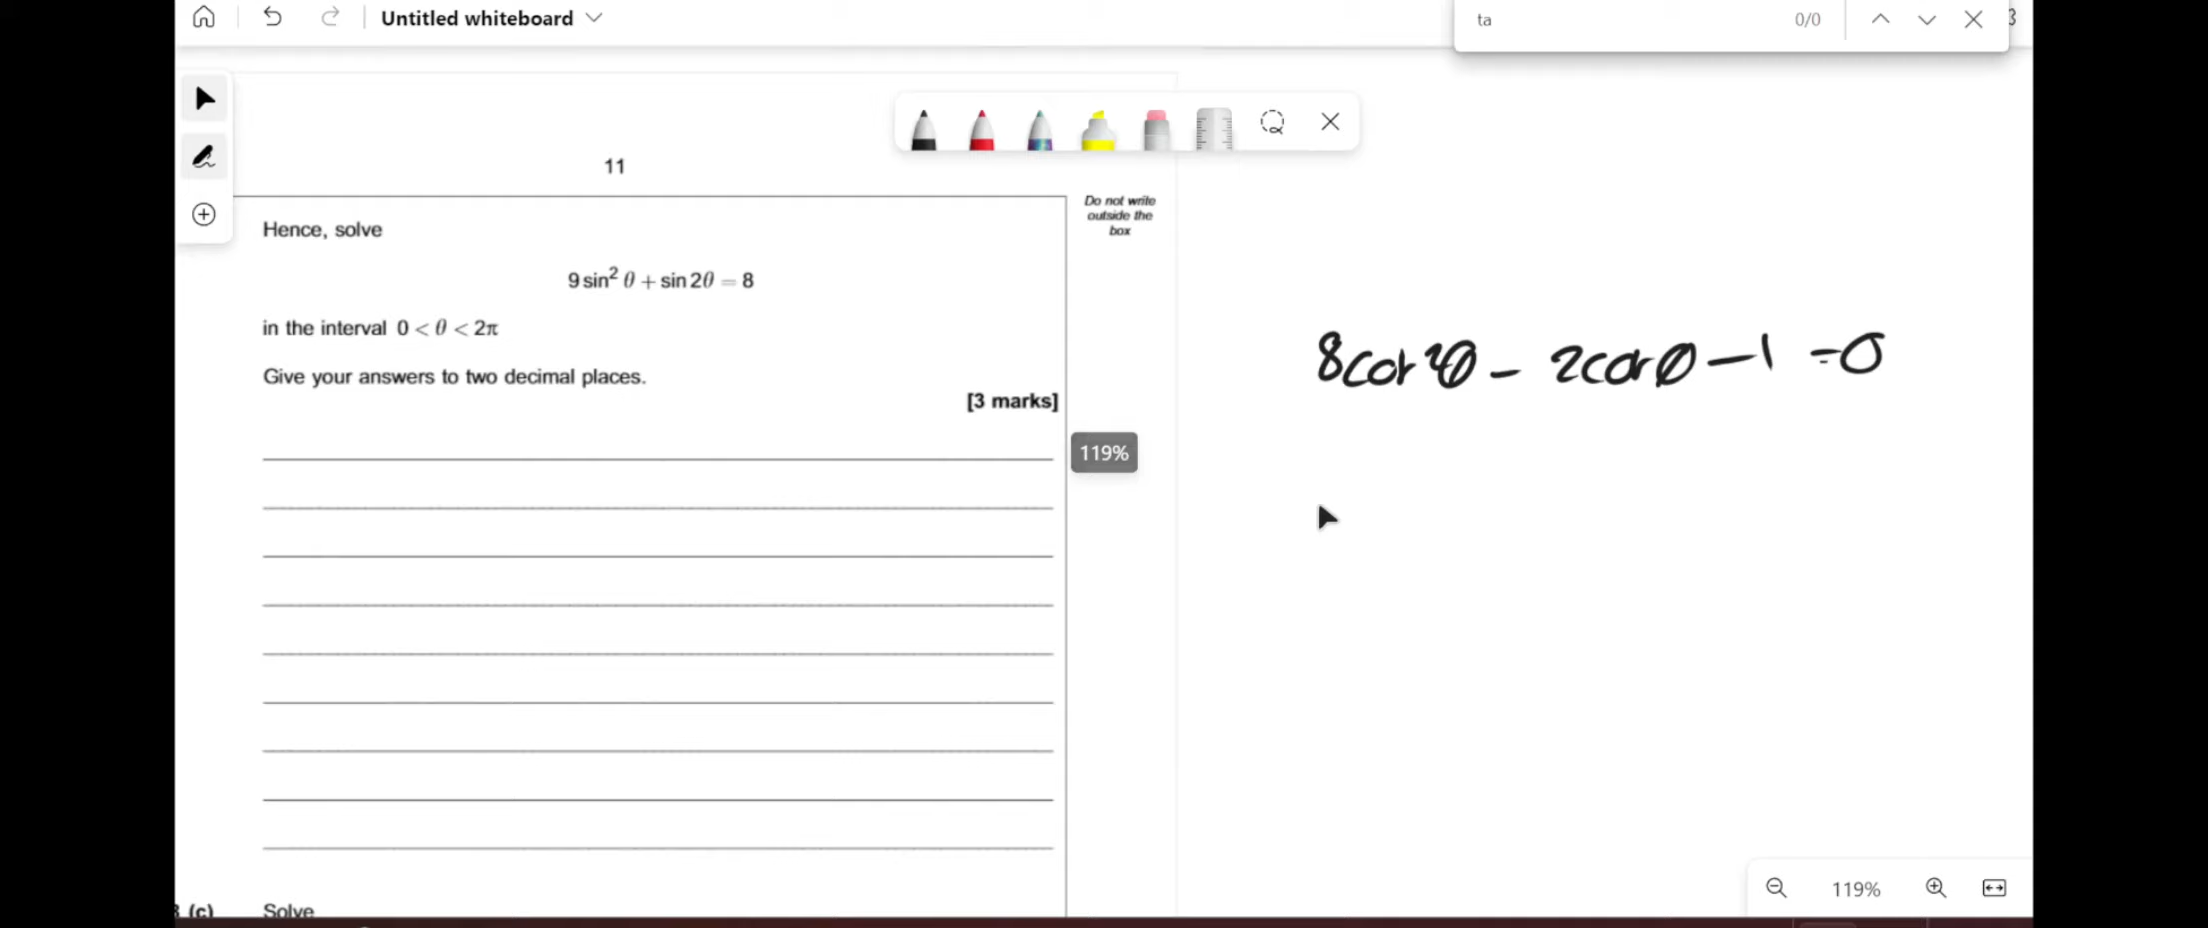 Untitled whiteboard
ta
0/0
11
Do not write
outside the
box
Hence, solve
9 sin² θ + sin 2θ = 8
in the interval 0 < θ < 2π
Give your answers to two decimal places.
[3 marks]
8cot²θ - 2cotθ - 1 = 0
119%
119%
(c) Solve